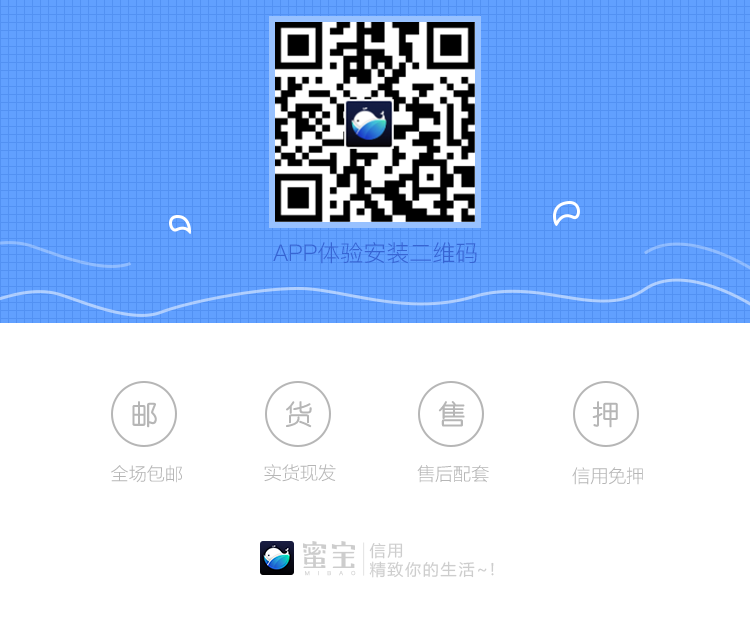 APP体验安装二维码
邮 货 售 押
全场包邮 实货现发 售后配套 信用免押
蜜宝 信用
MIBAO 精致你的生活~!